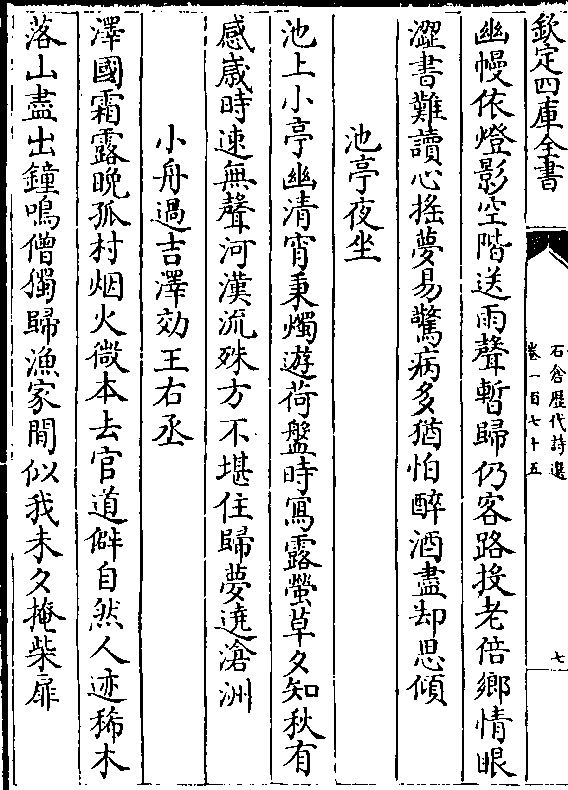 欽定四庫全書
石倉歷代詩選
卷一百七十五
七
幽幔依燈影空階送雨聲暫歸仍客路投老倍鄉情眼
澀書難讀心搖夢易驚病多猶怕醉酒盡却思傾
池亭夜坐
池上小亭幽清宵秉燭遊荷盤時寫露螢草夕知秋有
感歲時速無聲河漢流殊方不堪住歸夢遶滄洲
小舟過吉澤効王右丞
澤國霜露晚孤村烟火微本去官道僻自然人迹稀木
落山盡出鐘鳴僧獨歸漁家間似我未久掩柴扉